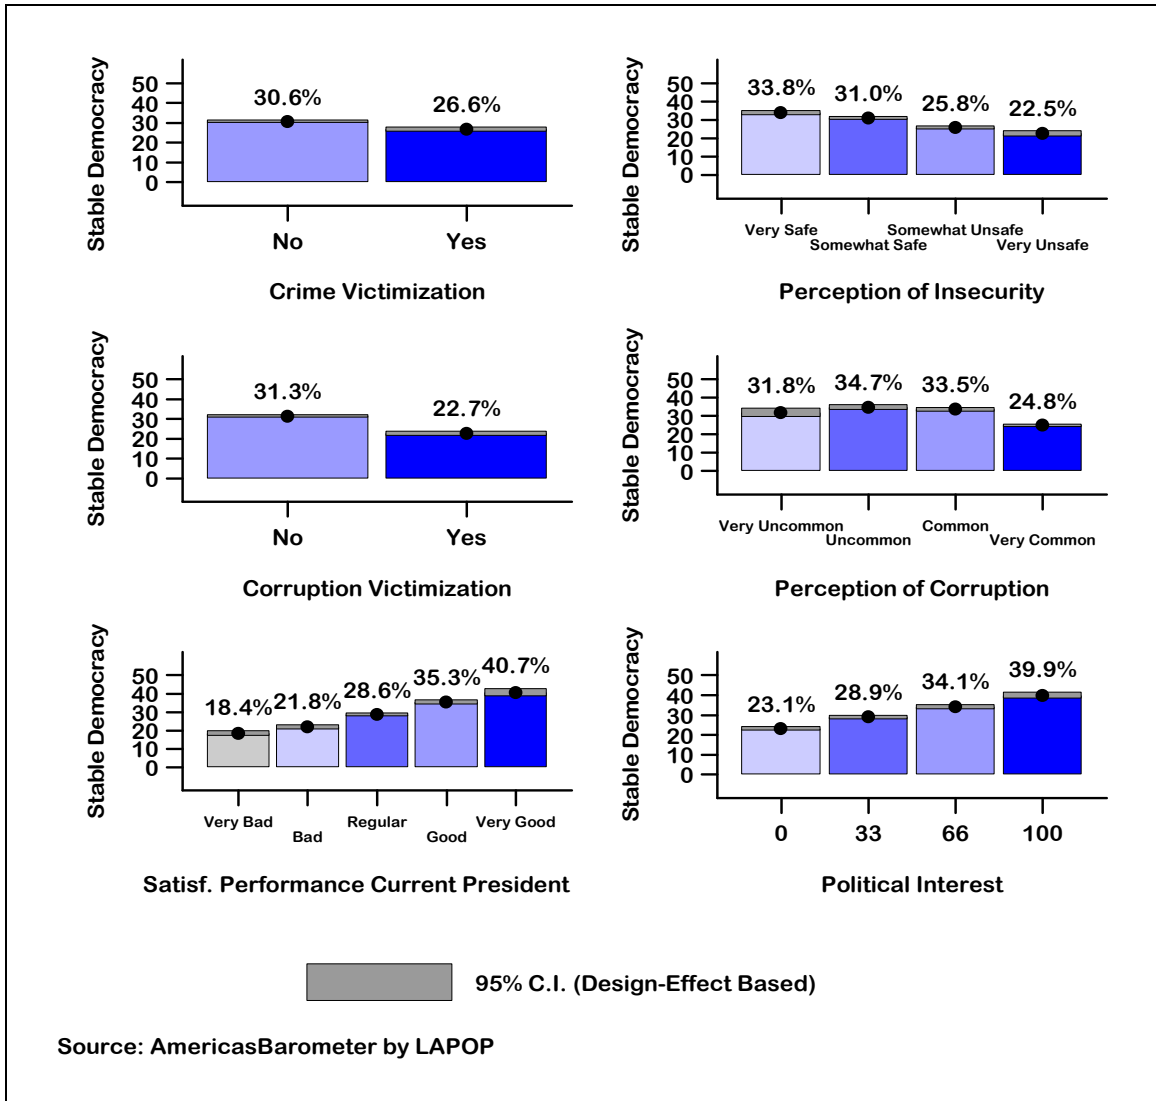 Stable Democracy
50
40
30
20
10
0
30.6%
26.6%
No
Yes
Crime Victimization
Stable Democracy
50
40
30
20
10
0
33.8%
31.0%
25.8%
22.5%
Very Safe
Somewhat Safe
Somewhat Unsafe
Very Unsafe
Perception of Insecurity
Stable Democracy
50
40
30
20
10
0
31.3%
22.7%
No
Yes
Corruption Victimization
Stable Democracy
50
40
30
20
10
0
31.8%
34.7%
33.5%
24.8%
Very Uncommon
Uncommon
Common
Very Common
Perception of Corruption
Stable Democracy
50
40
30
20
10
0
18.4%
21.8%
28.6%
35.3%
40.7%
Very Bad
Bad
Regular
Good
Very Good
Satisf. Performance Current President
Stable Democracy
50
40
30
20
10
0
23.1%
28.9%
34.1%
39.9%
0
33
66
100
Political Interest
95% C.I. (Design-Effect Based)
Source: AmericasBarometer by LAPOP